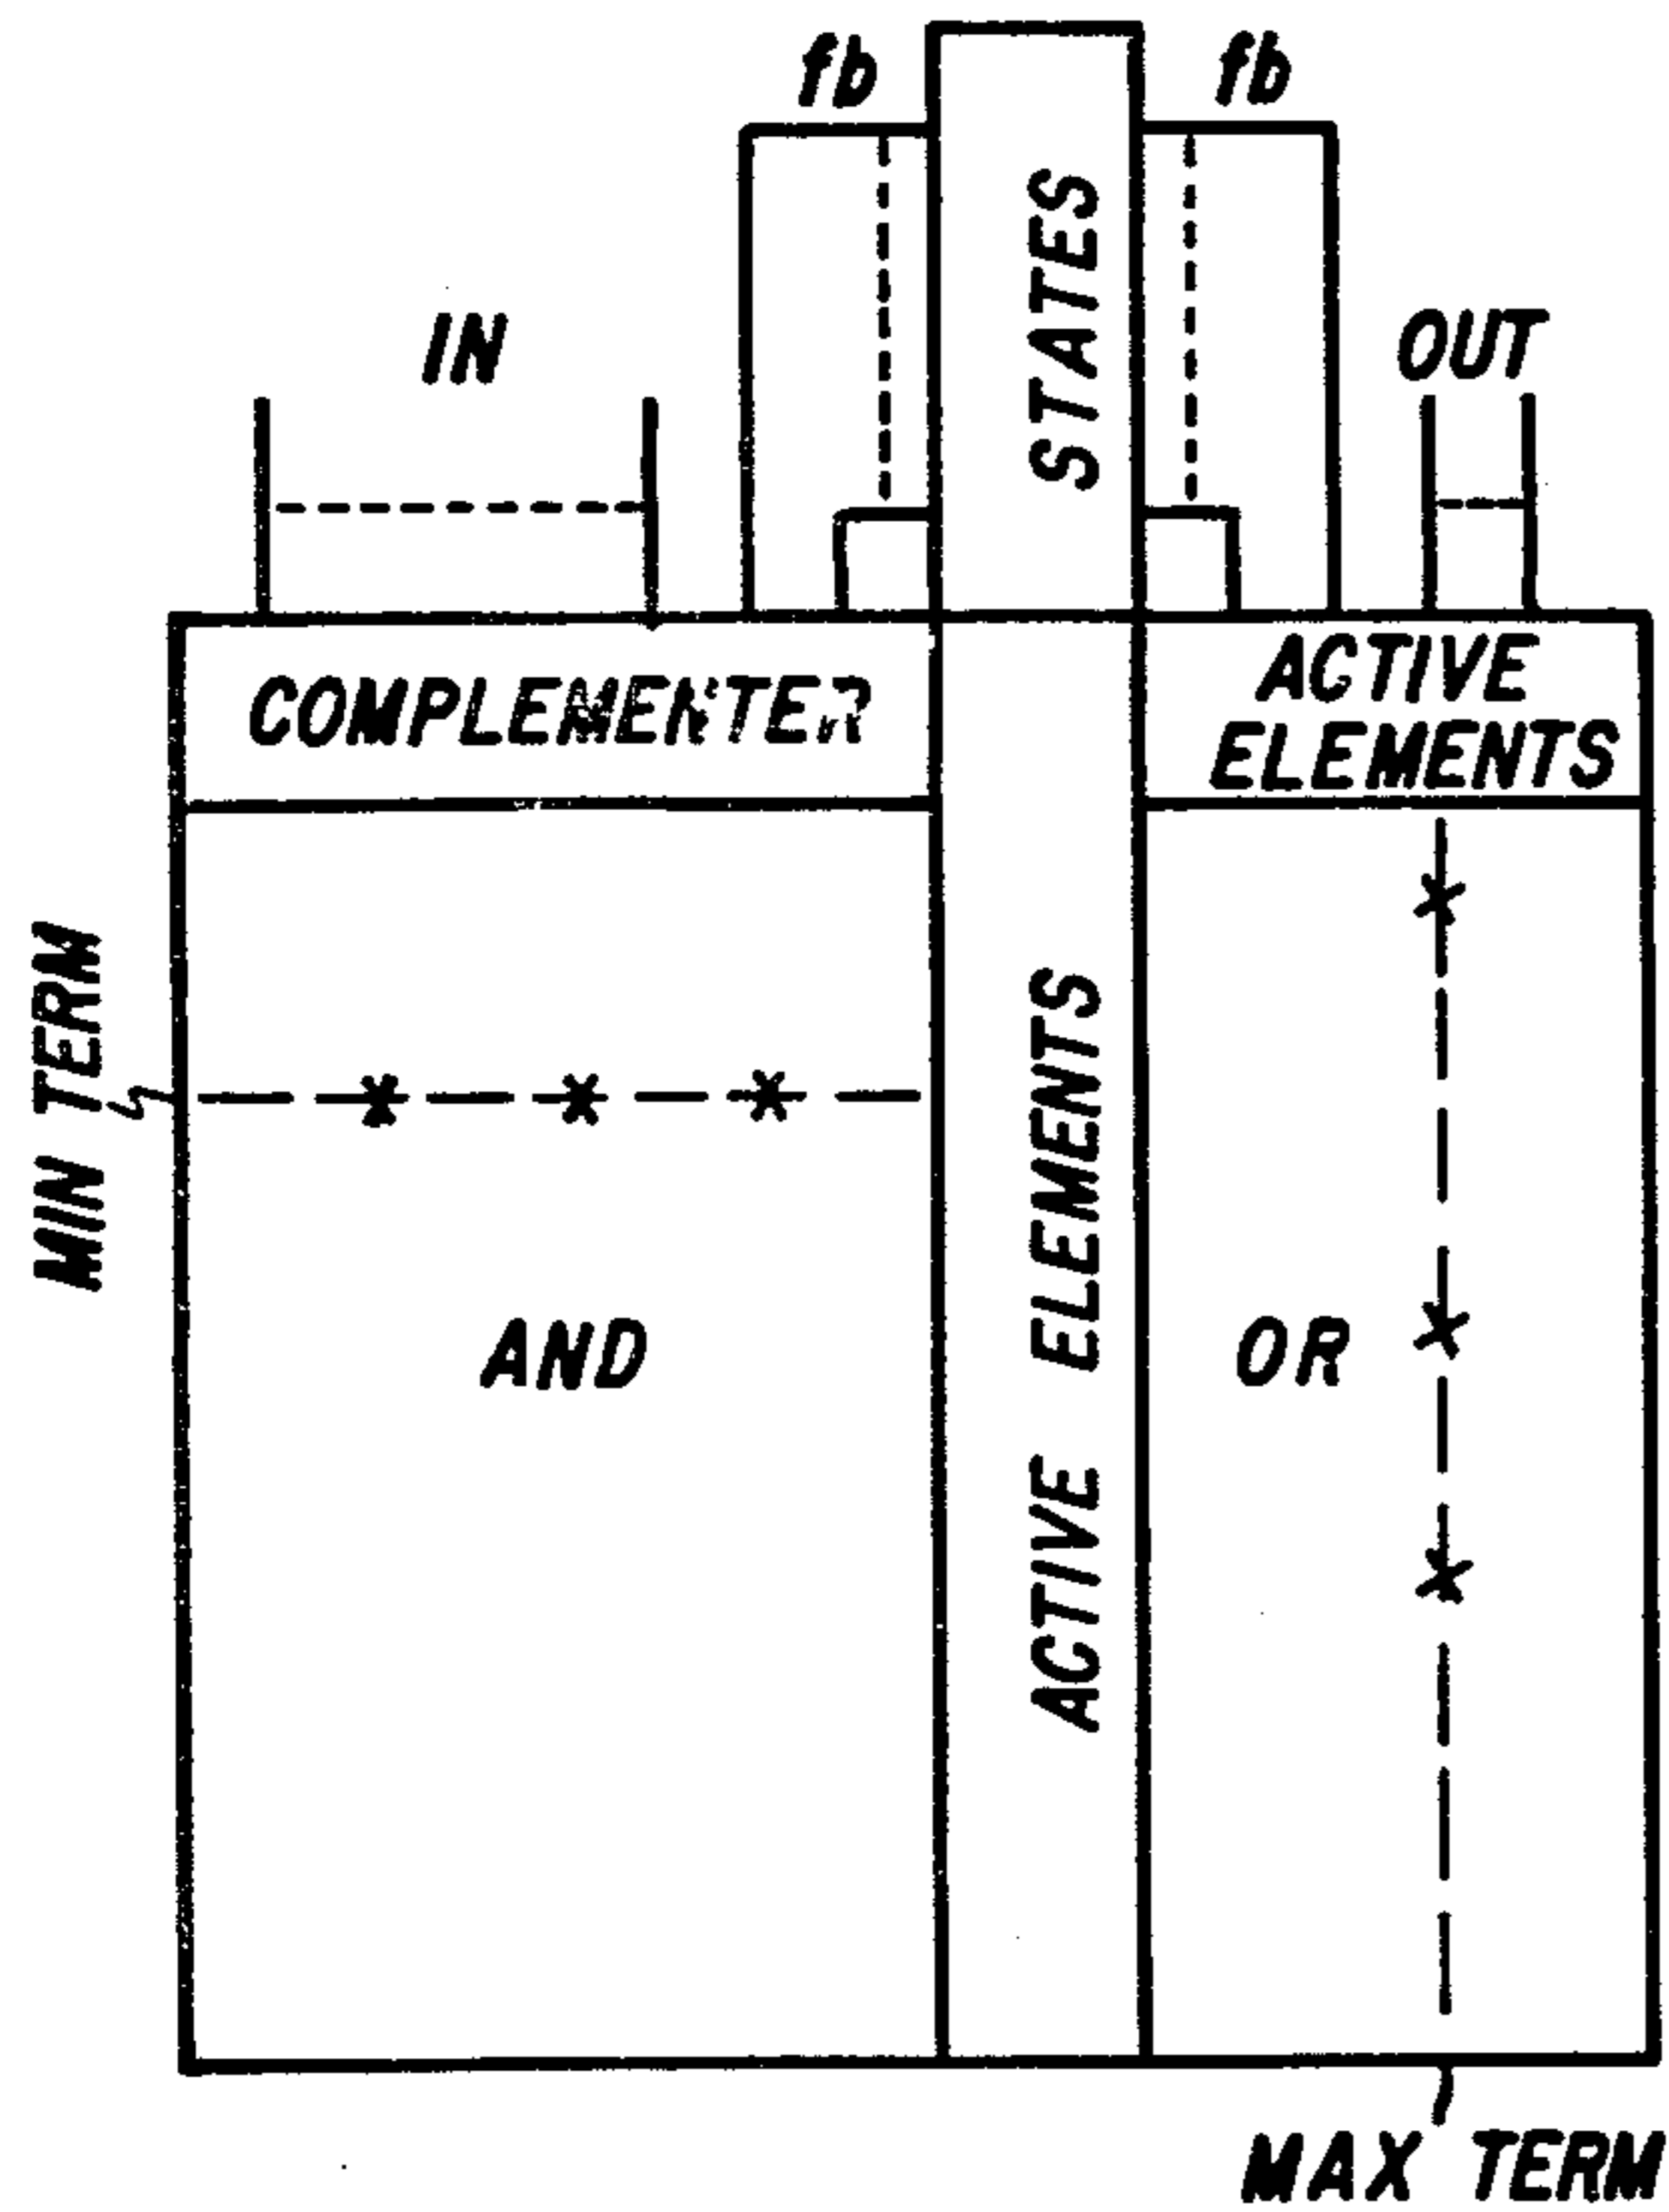 fb
fb
STATES
IN
OUT
COMPLEMENTER
ACTIVE
ELEMENTS
MIN TERM
ACTIVE ELEMENTS
AND
OR
MAX TERM